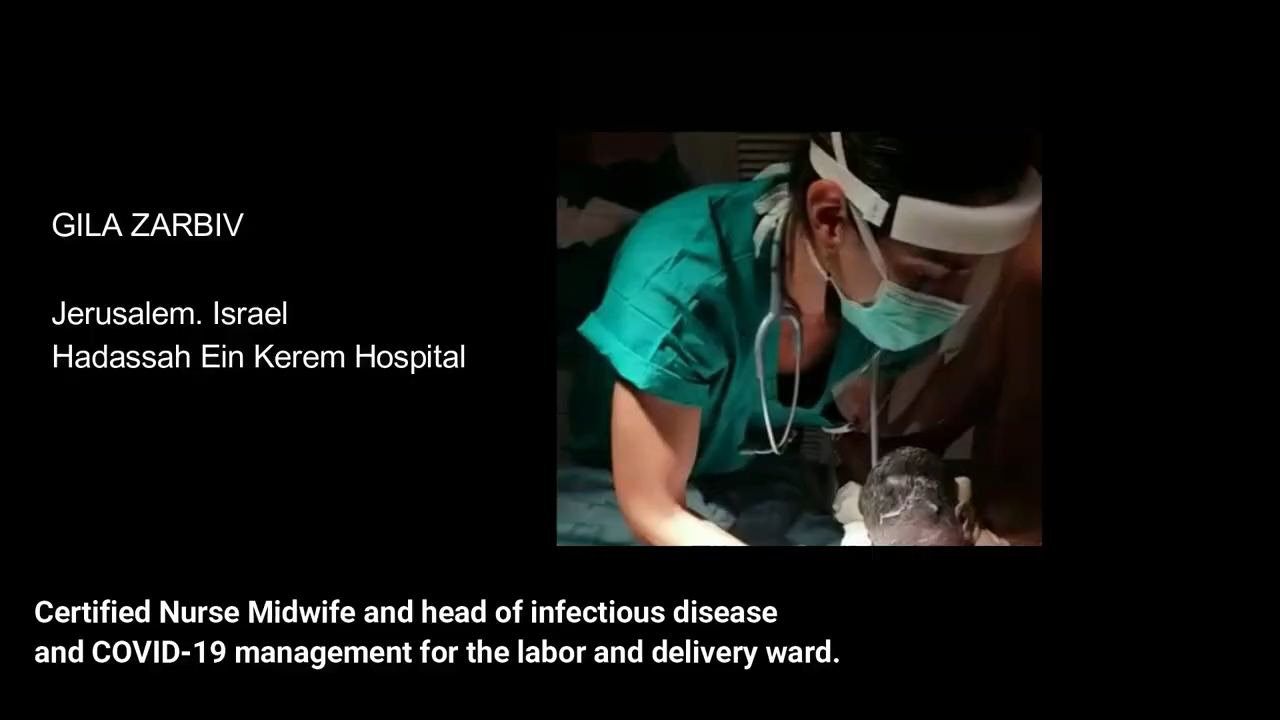 GILA ZARBIV
Jerusalem. Israel
Hadassah Ein Kerem Hospital
Certified Nurse Midwife and head of infectious disease
and COVID-19 management for the labor and delivery ward.